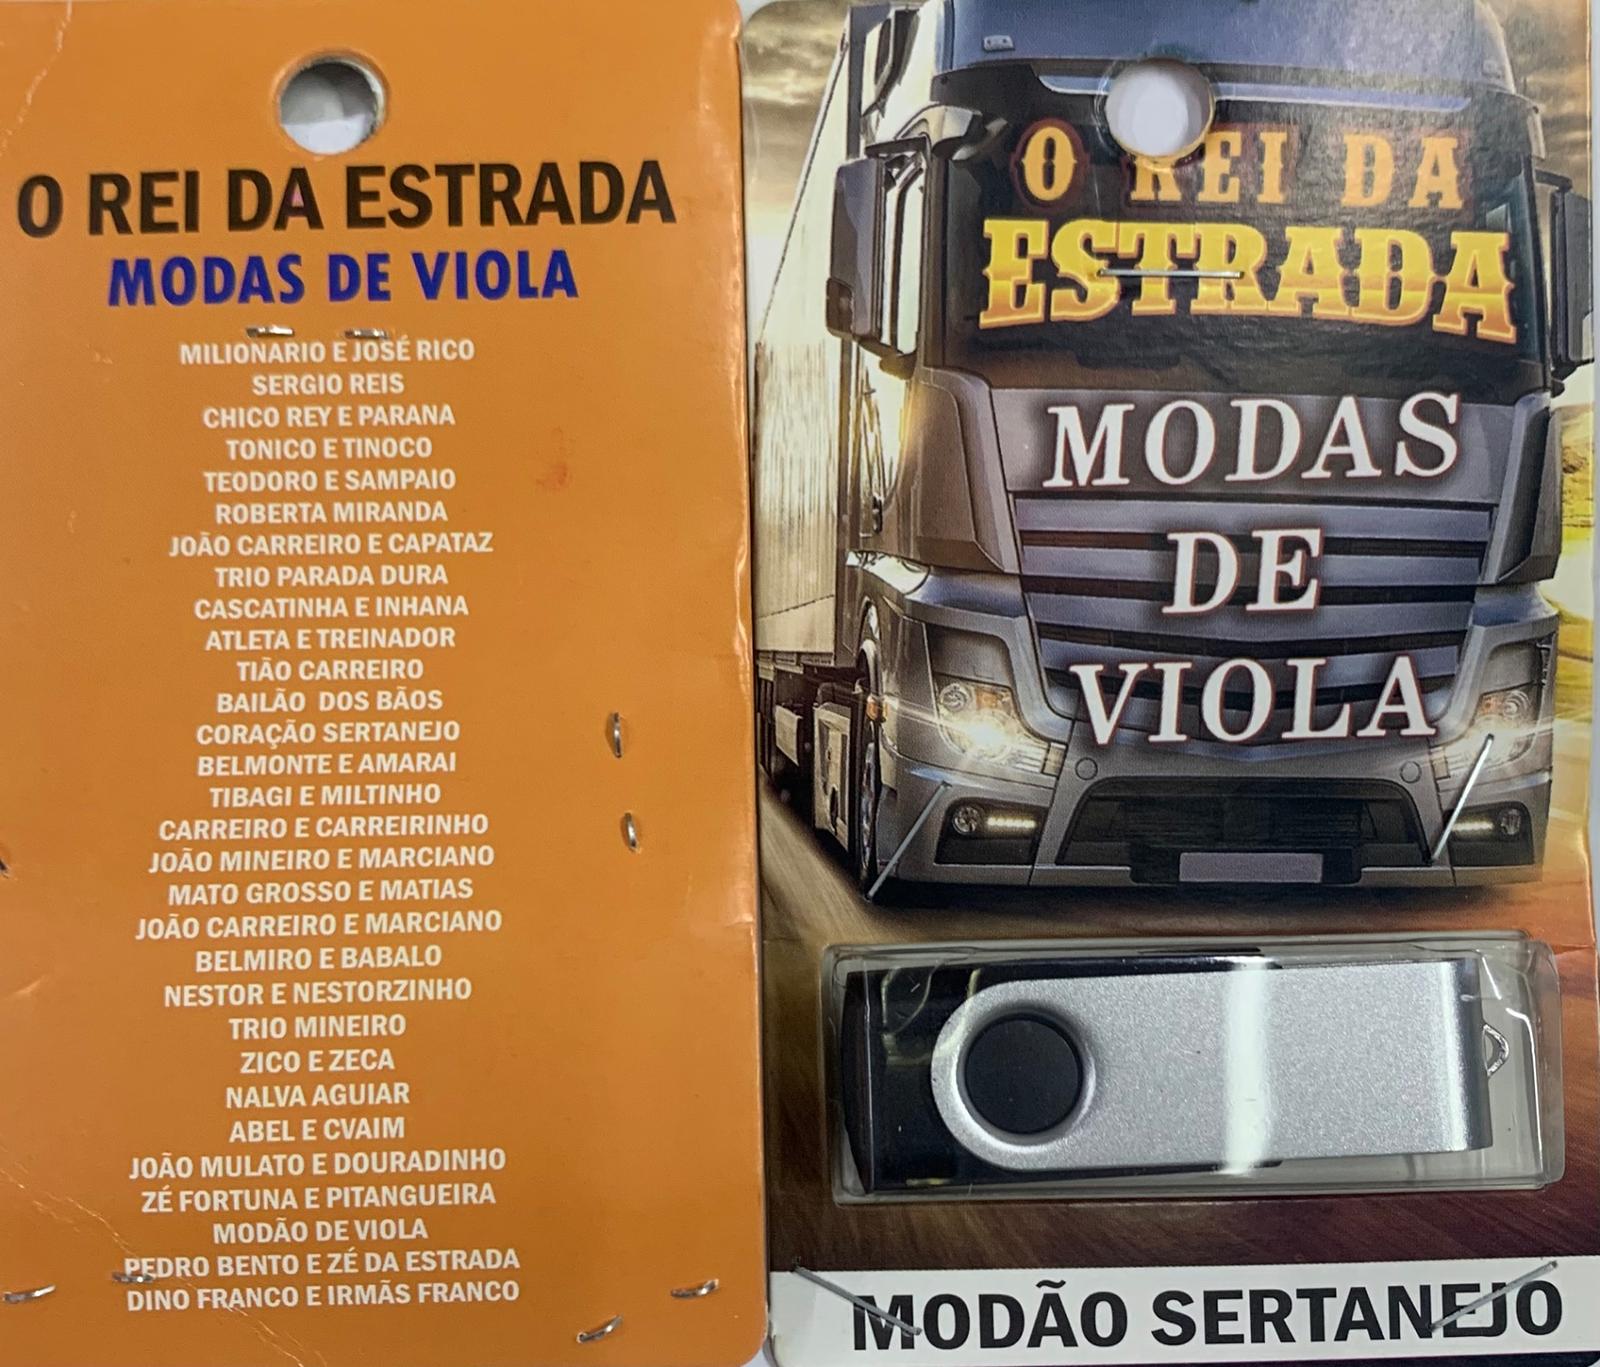 O REI DA ESTRADA
MODAS DE VIOLA
MILIONARIO E JOSÉ RICO
SERGIO REIS
CHICO REY E PARANA
TONICO E TINOCO
TEODORO E SAMPAIO
ROBERTA MIRANDA
JOÃO CARREIRO E CAPATAZ
TRIO PARADA DURA
CASCATINHA E INHANA
ATLETA E TREINADOR
TIÃO CARREIRO
BAILÃO DOS BÃOS
CORAÇÃO SERTANEJO
BELMONTE E AMARAI
TIBAGI E MILTINHO
CARREIRO E CARREIRINHO
JOÃO MINEIRO E MARCIANO
MATO GROSSO E MATIAS
JOÃO CARREIRO E MARCIANO
BELMIRO E BABALO
NESTOR E NESTORZINHO
TRIO MINEIRO
ZICO E ZECA
NALVA AGUIAR
ABEL E CVAIM
JOÃO MULATO E DOURADINHO
ZÉ FORTUNA E PITANGUEIRA
MODÃO DE VIOLA
PEDRO BENTO E ZÉ DA ESTRADA
DINO FRANCO E IRMÃS FRANCO
O REI DA
ESTRADA
MODAS
DE
VIOLA
MODÃO SERTANEJO